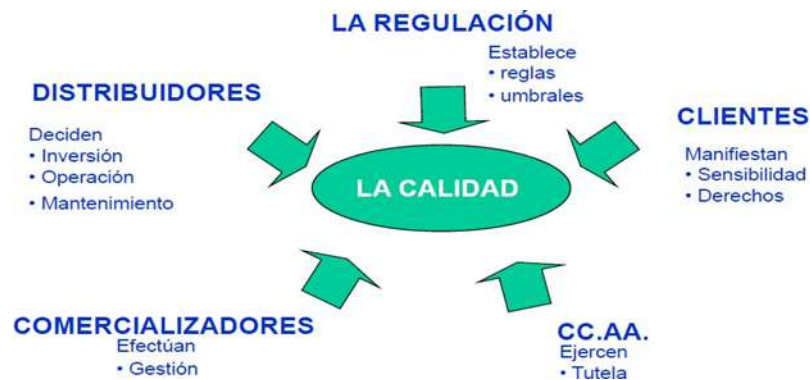 LA REGULACIÓN
Establece
• reglas
• umbrales
DISTRIBUIDORES
Deciden
• Inversión
• Operación
• Mantenimiento
CLIENTES
Manifiestan
• Sensibilidad
• Derechos
LA CALIDAD
COMERCIALIZADORES
Efectúan
• Gestión
CC.AA.
Ejercen
• Tutela